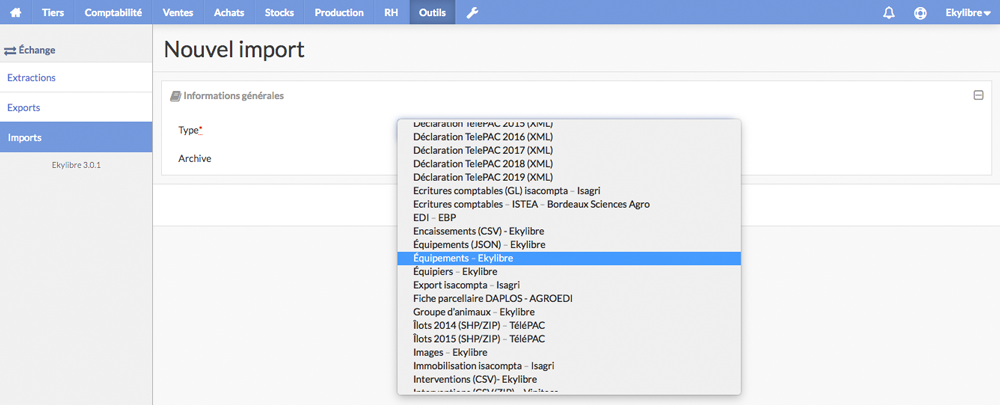 Tiers Comptabilité Ventes Achats Stocks Production RH Outils Ekylibre
Échange
Extractions
Exports
Imports
Ekylibre 3.0.1
Nouvel import
Informations générales
Type*
Archive
Déclaration TelePAC 2015 (XML)
Déclaration TelePAC 2016 (XML)
Déclaration TelePAC 2017 (XML)
Déclaration TelePAC 2018 (XML)
Déclaration TelePAC 2019 (XML)
Ecritures comptables (GL) isacompta – Isagri
Ecritures comptables – ISTEA – Bordeaux Sciences Agro
EDI – EBP
Encaissements (CSV) - Ekylibre
Équipements (JSON) – Ekylibre
Équipements – Ekylibre
Équipiers – Ekylibre
Export isacompta – Isagri
Fiche parcellaire DAPLOS - AGROEDI
Groupe d'animaux – Ekylibre
Îlots 2014 (SHP/ZIP) – TéléPAC
Îlots 2015 (SHP/ZIP) – TéléPAC
Images – Ekylibre
Immobilisation isacompta – Isagri
Interventions (CSV)- Ekylibre
Interventions (CSV/ZIP) –